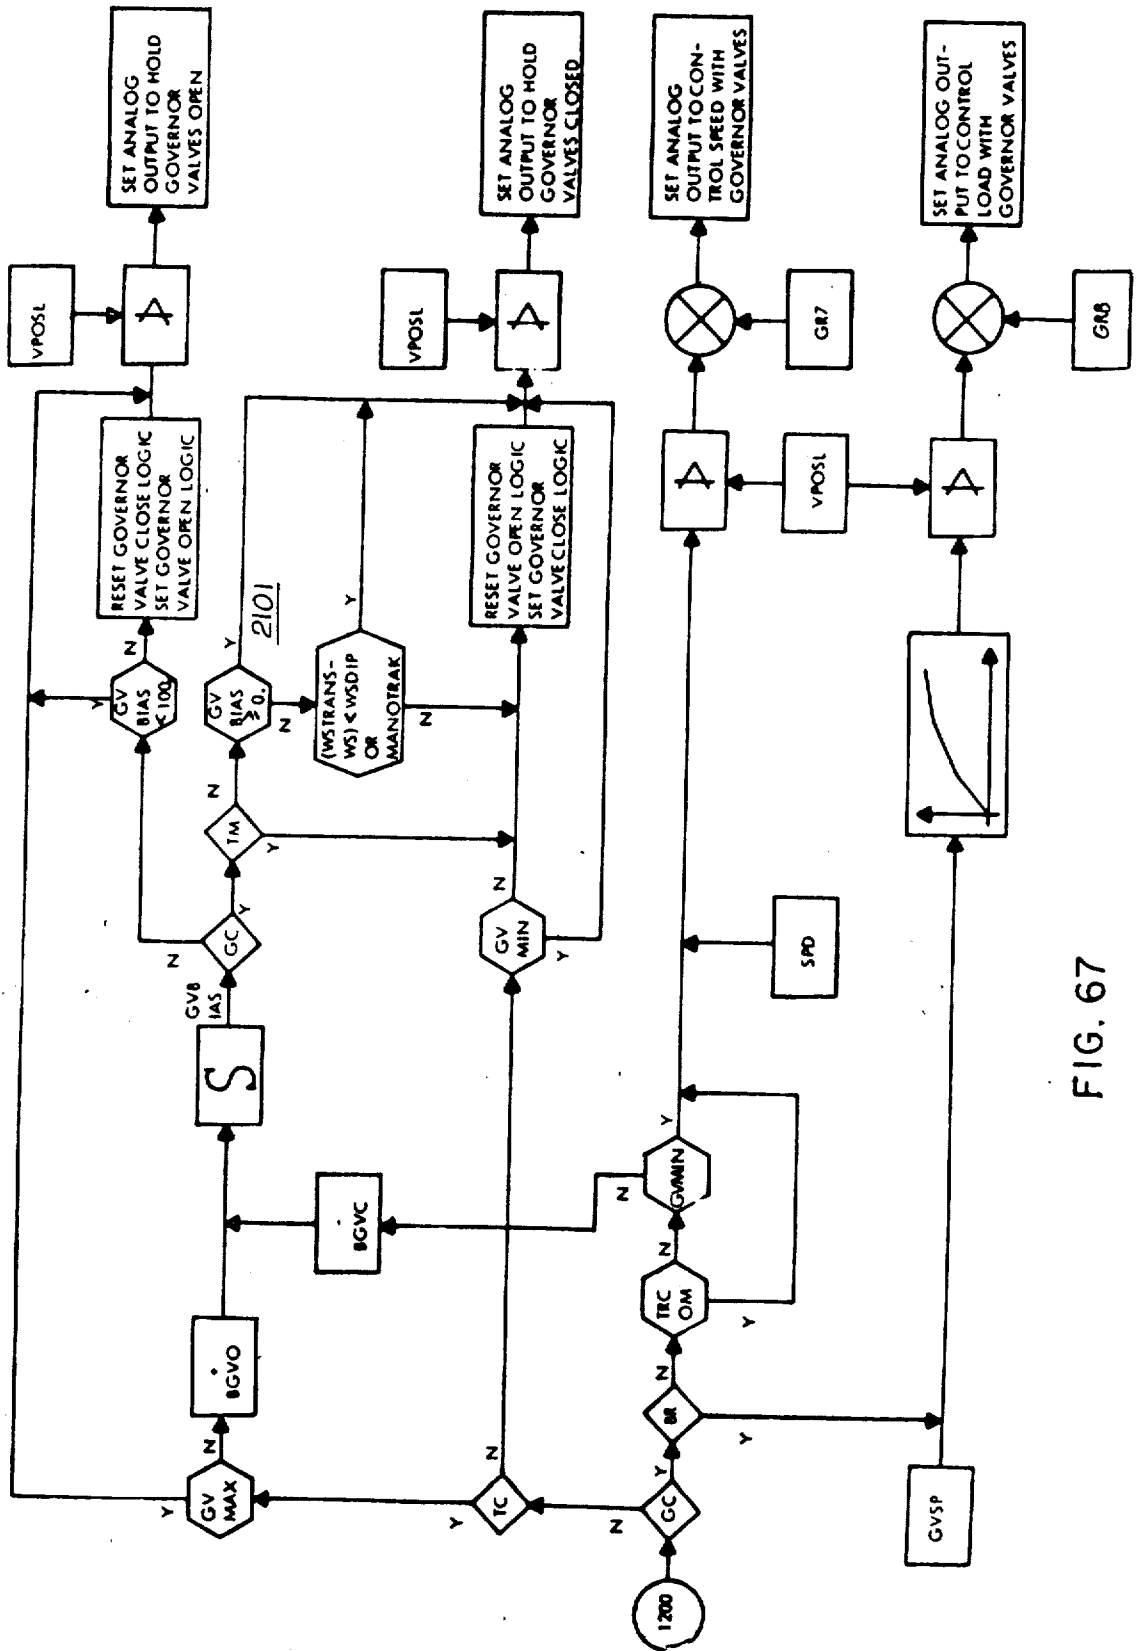 1200
GC
N
Y
TC
Y
N
GV
MAX
Y
N
BGVO
BGVC
S
GVB
IAS
GC
N
Y
TM
N
Y
GV
BIAS
<100
Y
N
RESET GOVERNOR
VALVE CLOSE LOGIC
SET GOVERNOR
VALVE OPEN LOGIC
VPOSL
SET ANALOG
OUTPUT TO HOLD
GOVERNOR
VALVES OPEN
GV
BIAS
≥0.
Y
N
2101
(WSTRANS-
WS) < WSDIP
OR
MANOTRAK
Y
N
GV
MIN
N
Y
RESET GOVERNOR
VALVE OPEN LOGIC
SET GOVERNOR
VALVE CLOSE LOGIC
VPOSL
SET ANALOG
OUTPUT TO HOLD
GOVERNOR
VALVES CLOSED
BR
N
Y
TRC
OM
N
Y
GVMIN
N
Y
SPD
VPOSL
GR7
SET ANALOG
OUTPUT TO CON-
TROL SPEED WITH
GOVERNOR VALVES
GVSP
GR8
SET ANALOG OUT-
PUT TO CONTROL
LOAD WITH
GOVERNOR VALVES
FIG. 67